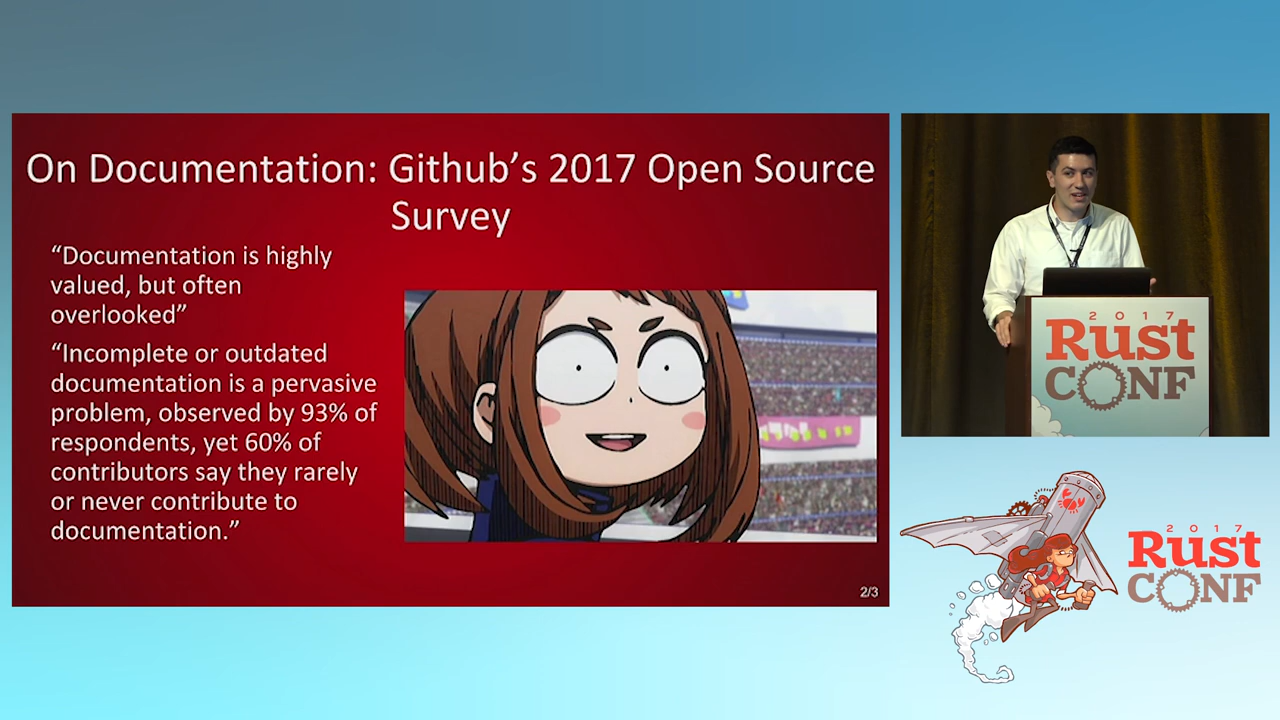 On Documentation: Github’s 2017 Open Source
Survey
“Documentation is highly
valued, but often
overlooked”
“Incomplete or outdated
documentation is a pervasive
problem, observed by 93% of
respondents, yet 60% of
contributors say they rarely
or never contribute to
documentation.”
2/3
2017
Rust
CONF
2017
Rust
CONF